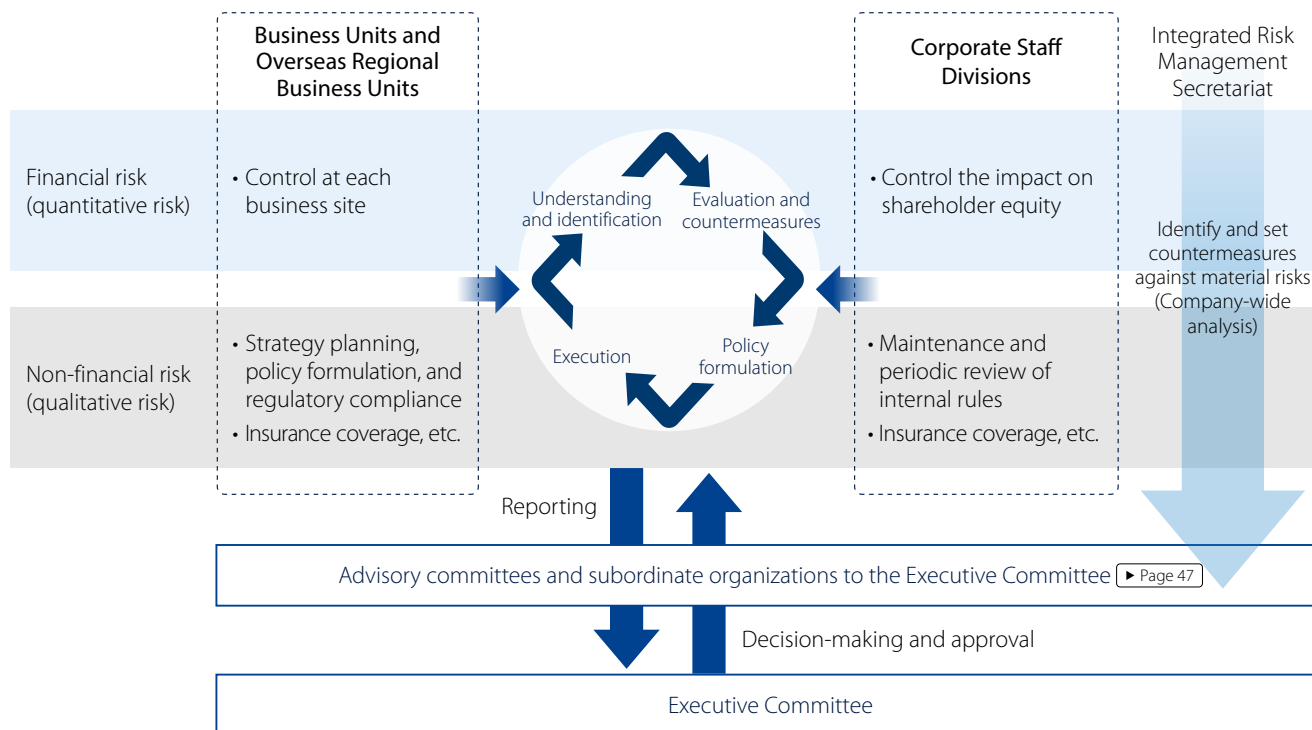 Business Units and
Overseas Regional
Business Units
Corporate Staff
Divisions
Integrated Risk
Management
Secretariat
Financial risk
(quantitative risk)
• Control at each
business site
Understanding
and identification
Evaluation and
countermeasures
• Control the impact on
shareholder equity
Identify and set
countermeasures
against material risks
(Company-wide
analysis)
Non-financial risk
(qualitative risk)
• Strategy planning,
policy formulation, and
regulatory compliance
• Insurance coverage, etc.
Execution
Policy
formulation
• Maintenance and
periodic review of
internal rules
• Insurance coverage, etc.
Reporting
Advisory committees and subordinate organizations to the Executive Committee ▶ Page 47
Decision-making and approval
Executive Committee